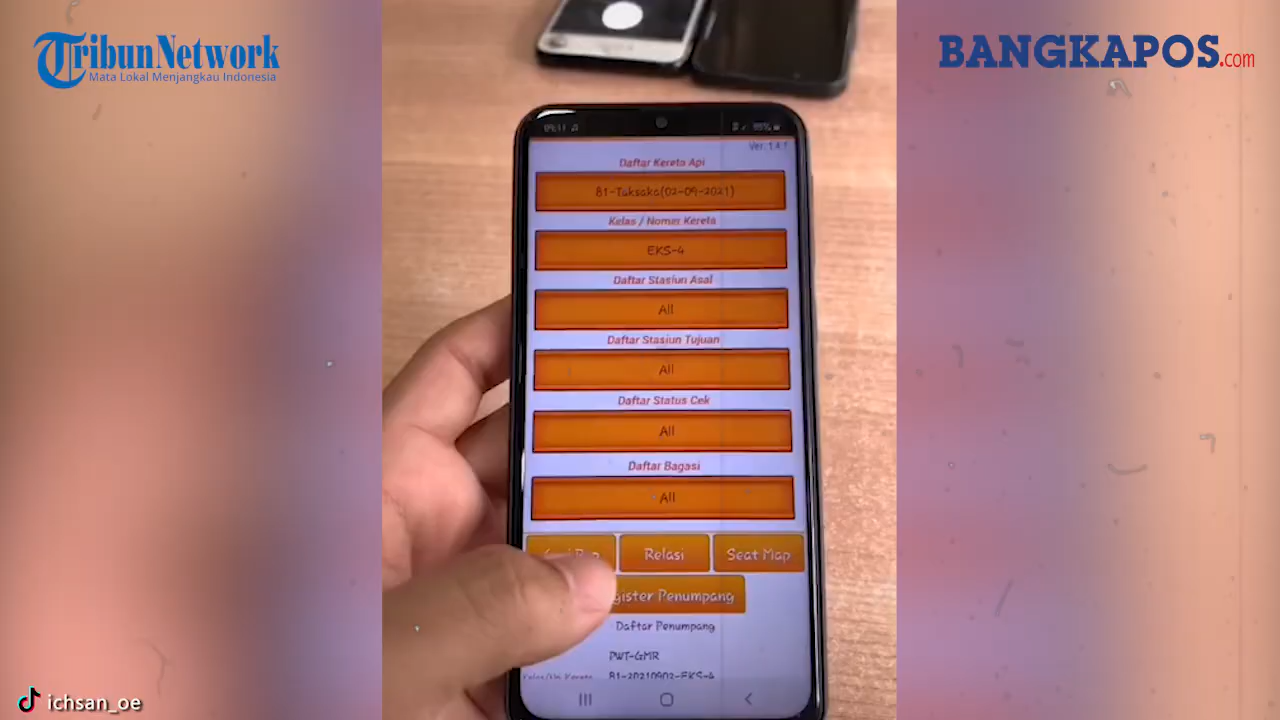 TribunNetwork
Mata Lokal Menjangkau Indonesia
BANGKAPOS.com
Ver: 1.4.1
Daftar Kereta Api
81-Taksaka(02-09-2021)
Kelas / Nomer Kereta
EKS-4
Daftar Stasiun Asal
All
Daftar Stasiun Tujuan
All
Daftar Status Cek
All
Daftar Bagasi
All
Relasi
Seat Map
gister Penumpang
Daftar Penumpang
PWT-GMR
81-20210902-EKS-4
ichsan_oe